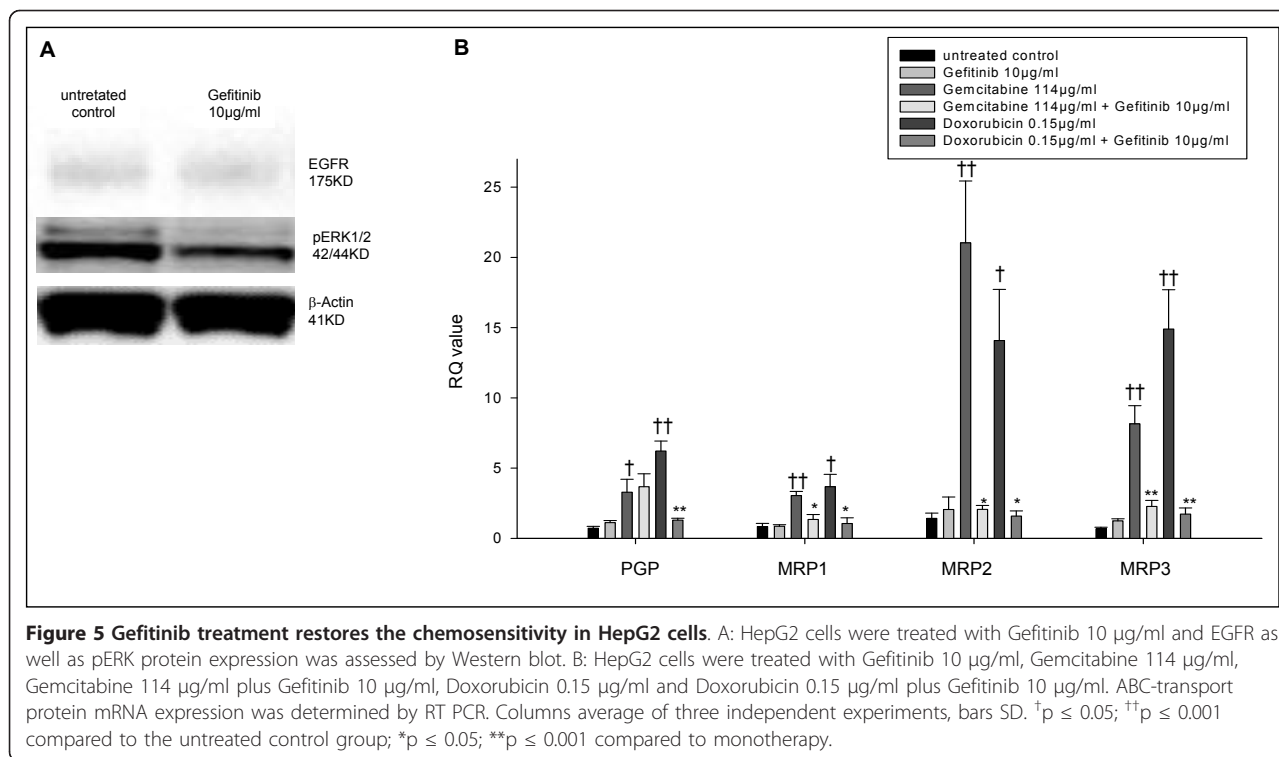 A
untretated
control
Gefitinib
10µg/ml
EGFR
175KD
pERK1/2
42/44KD
β-Actin
41KD
B
untreated control
Gefitinib 10µg/ml
Gemcitabine 114µg/ml
Gemcitabine 114µg/ml + Gefitinib 10µg/ml
Doxorubicin 0.15µg/ml
Doxorubicin 0.15µg/ml + Gefitinib 10µg/ml
RQ value
25
20
15
10
5
0
† †† **
†† * † *
†† * † *
†† ** †† **
PGP MRP1 MRP2 MRP3
Figure 5 Gefitinib treatment restores the chemosensitivity in HepG2 cells. A: HepG2 cells were treated with Gefitinib 10 µg/ml and EGFR as
well as pERK protein expression was assessed by Western blot. B: HepG2 cells were treated with Gefitinib 10 µg/ml, Gemcitabine 114 µg/ml,
Gemcitabine 114 µg/ml plus Gefitinib 10 µg/ml, Doxorubicin 0.15 µg/ml and Doxorubicin 0.15 µg/ml plus Gefitinib 10 µg/ml. ABC-transport
protein mRNA expression was determined by RT PCR. Columns average of three independent experiments, bars SD. †p ≤ 0.05; ††p ≤ 0.001
compared to the untreated control group; *p ≤ 0.05; **p ≤ 0.001 compared to monotherapy.